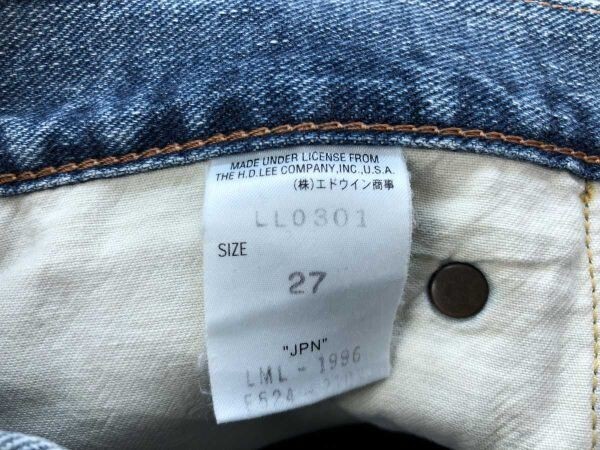 MADE UNDER LICENSE FROM
THE H.D.LEE COMPANY,INC.,U.S.A.
(株)エドウイン商事
LL0301
SIZE
27
"JPN"
LML - 1996